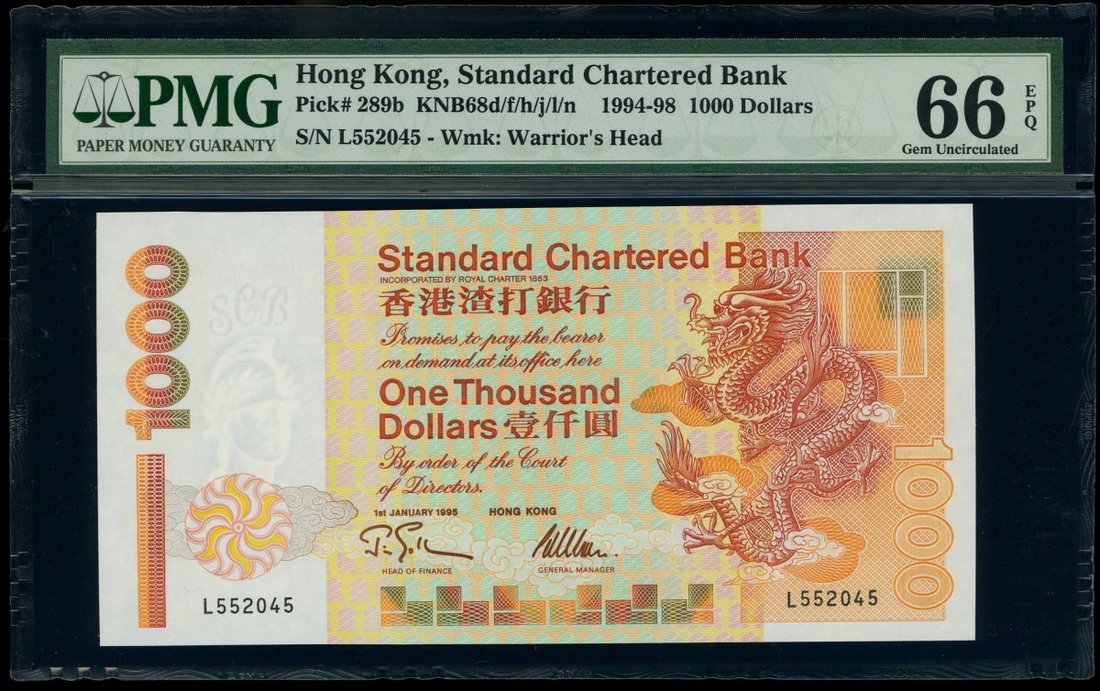 PMG
PAPER MONEY GUARANTY
Hong Kong, Standard Chartered Bank
Pick# 289b KNB68d/f/h/j/l/n 1994-98 1000 Dollars
S/N L552045 - Wmk: Warrior's Head
66 EPQ
Gem Uncirculated
1000
SCB
Standard Chartered Bank
INCORPORATED BY ROYAL CHARTER 1853
香港渣打銀行
Promises to pay the bearer
on demand at its office here
One Thousand
Dollars 壹仟圓
By order of the Court
of Directors.
1st JANUARY 1995 HONG KONG
HEAD OF FINANCE GENERAL MANAGER
L552045
L552045
1000